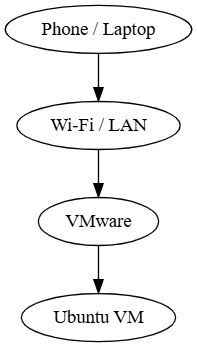 Phone / Laptop
Wi-Fi / LAN
VMware
Ubuntu VM